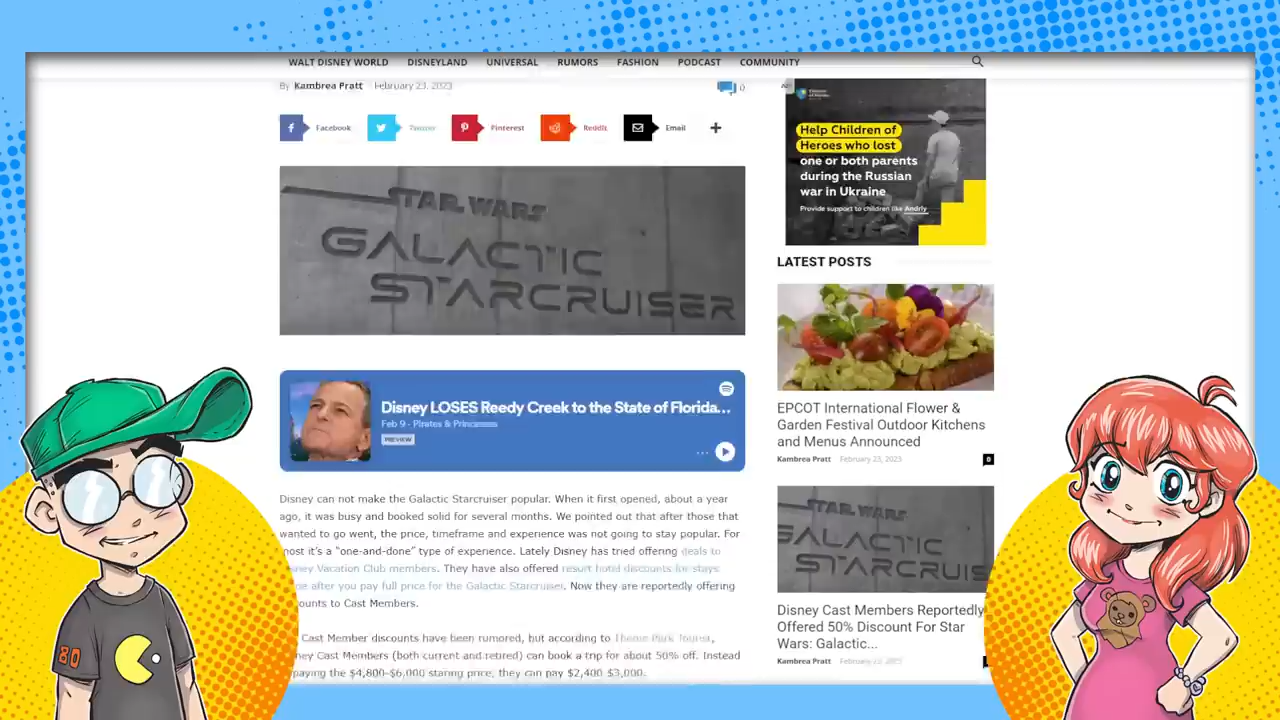 WALT DISNEY WORLD DISNEYLAND UNIVERSAL RUMORS FASHION PODCAST COMMUNITY
By Kambrea Pratt February 23, 2023
0
Facebook
Twitter
Pinterest
ReddIt
Email
STAR WARS
GALACTIC
STARCRUISER
Disney LOSES Reedy Creek to the State of Florida...
Feb 9 · Pirates & Princesses
PREVIEW
Disney can not make the Galactic Starcruiser popular. When it first opened, about a year
ago, it was busy and booked solid for several months. We pointed out that after those that
wanted to go went, the price, timeframe and experience was not going to stay popular. For
most it's a "one-and-done" type of experience. Lately Disney has tried offering deals to
ney Vacation Club members. They have also offered resort hotel discounts for stays
after you pay full price for the Galactic Starcruiser. Now they are reportedly offering
ounts to Cast Members.
Cast Member discounts have been rumored, but according to Theme Park Tourist,
ney Cast Members (both current and retired) can book a trip for about 50% off. Instead
paying the $4,800-$6,000 staring price, they can pay $2,400 $3,000.
Help Children of
Heroes who lost
one or both parents
during the Russian
war in Ukraine
Provide support to children like Andriy
LATEST POSTS
EPCOT International Flower &
Garden Festival Outdoor Kitchens
and Menus Announced
Kambrea Pratt February 23, 2023
0
STAR WARS
GALACTIC
STARCRUIS
Disney Cast Members Reportedly
Offered 50% Discount For Star
Wars: Galactic...
Kambrea Pratt February 23, 2023
80